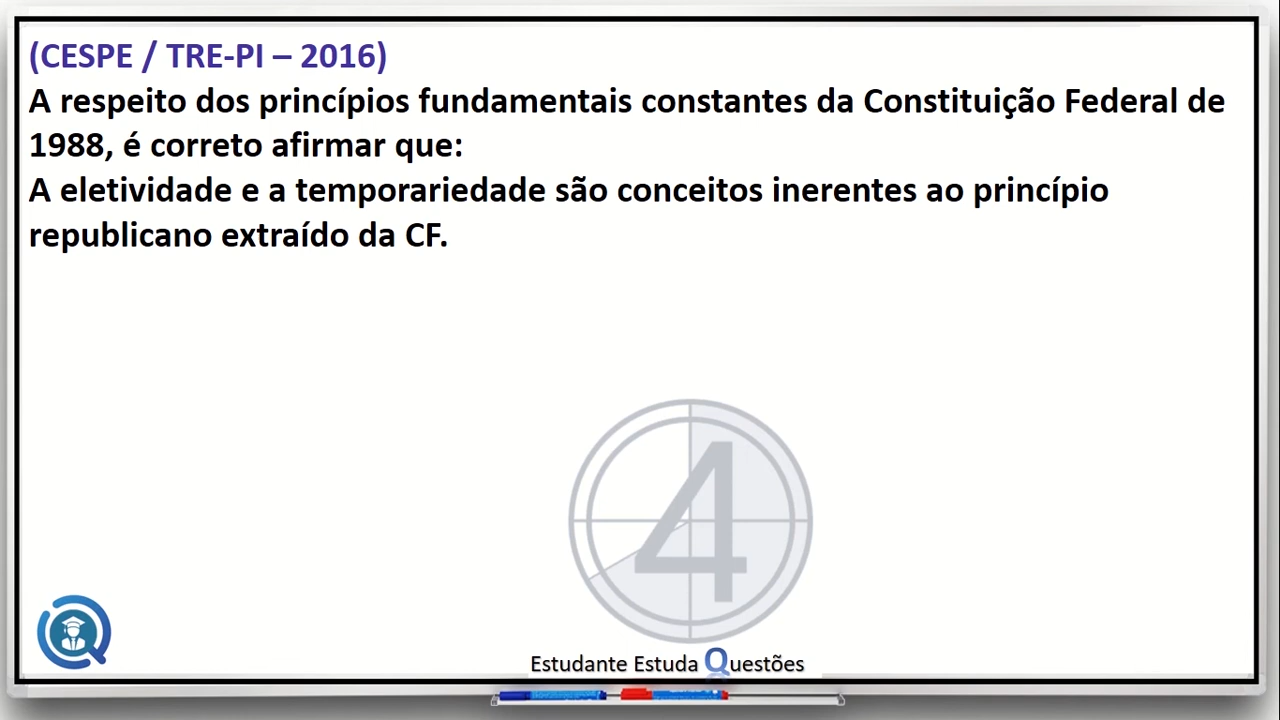 (CESPE / TRE-PI – 2016)
A respeito dos princípios fundamentais constantes da Constituição Federal de
1988, é correto afirmar que:
A eletividade e a temporariedade são conceitos inerentes ao princípio
republicano extraído da CF.
4
Estudante Estuda Questões